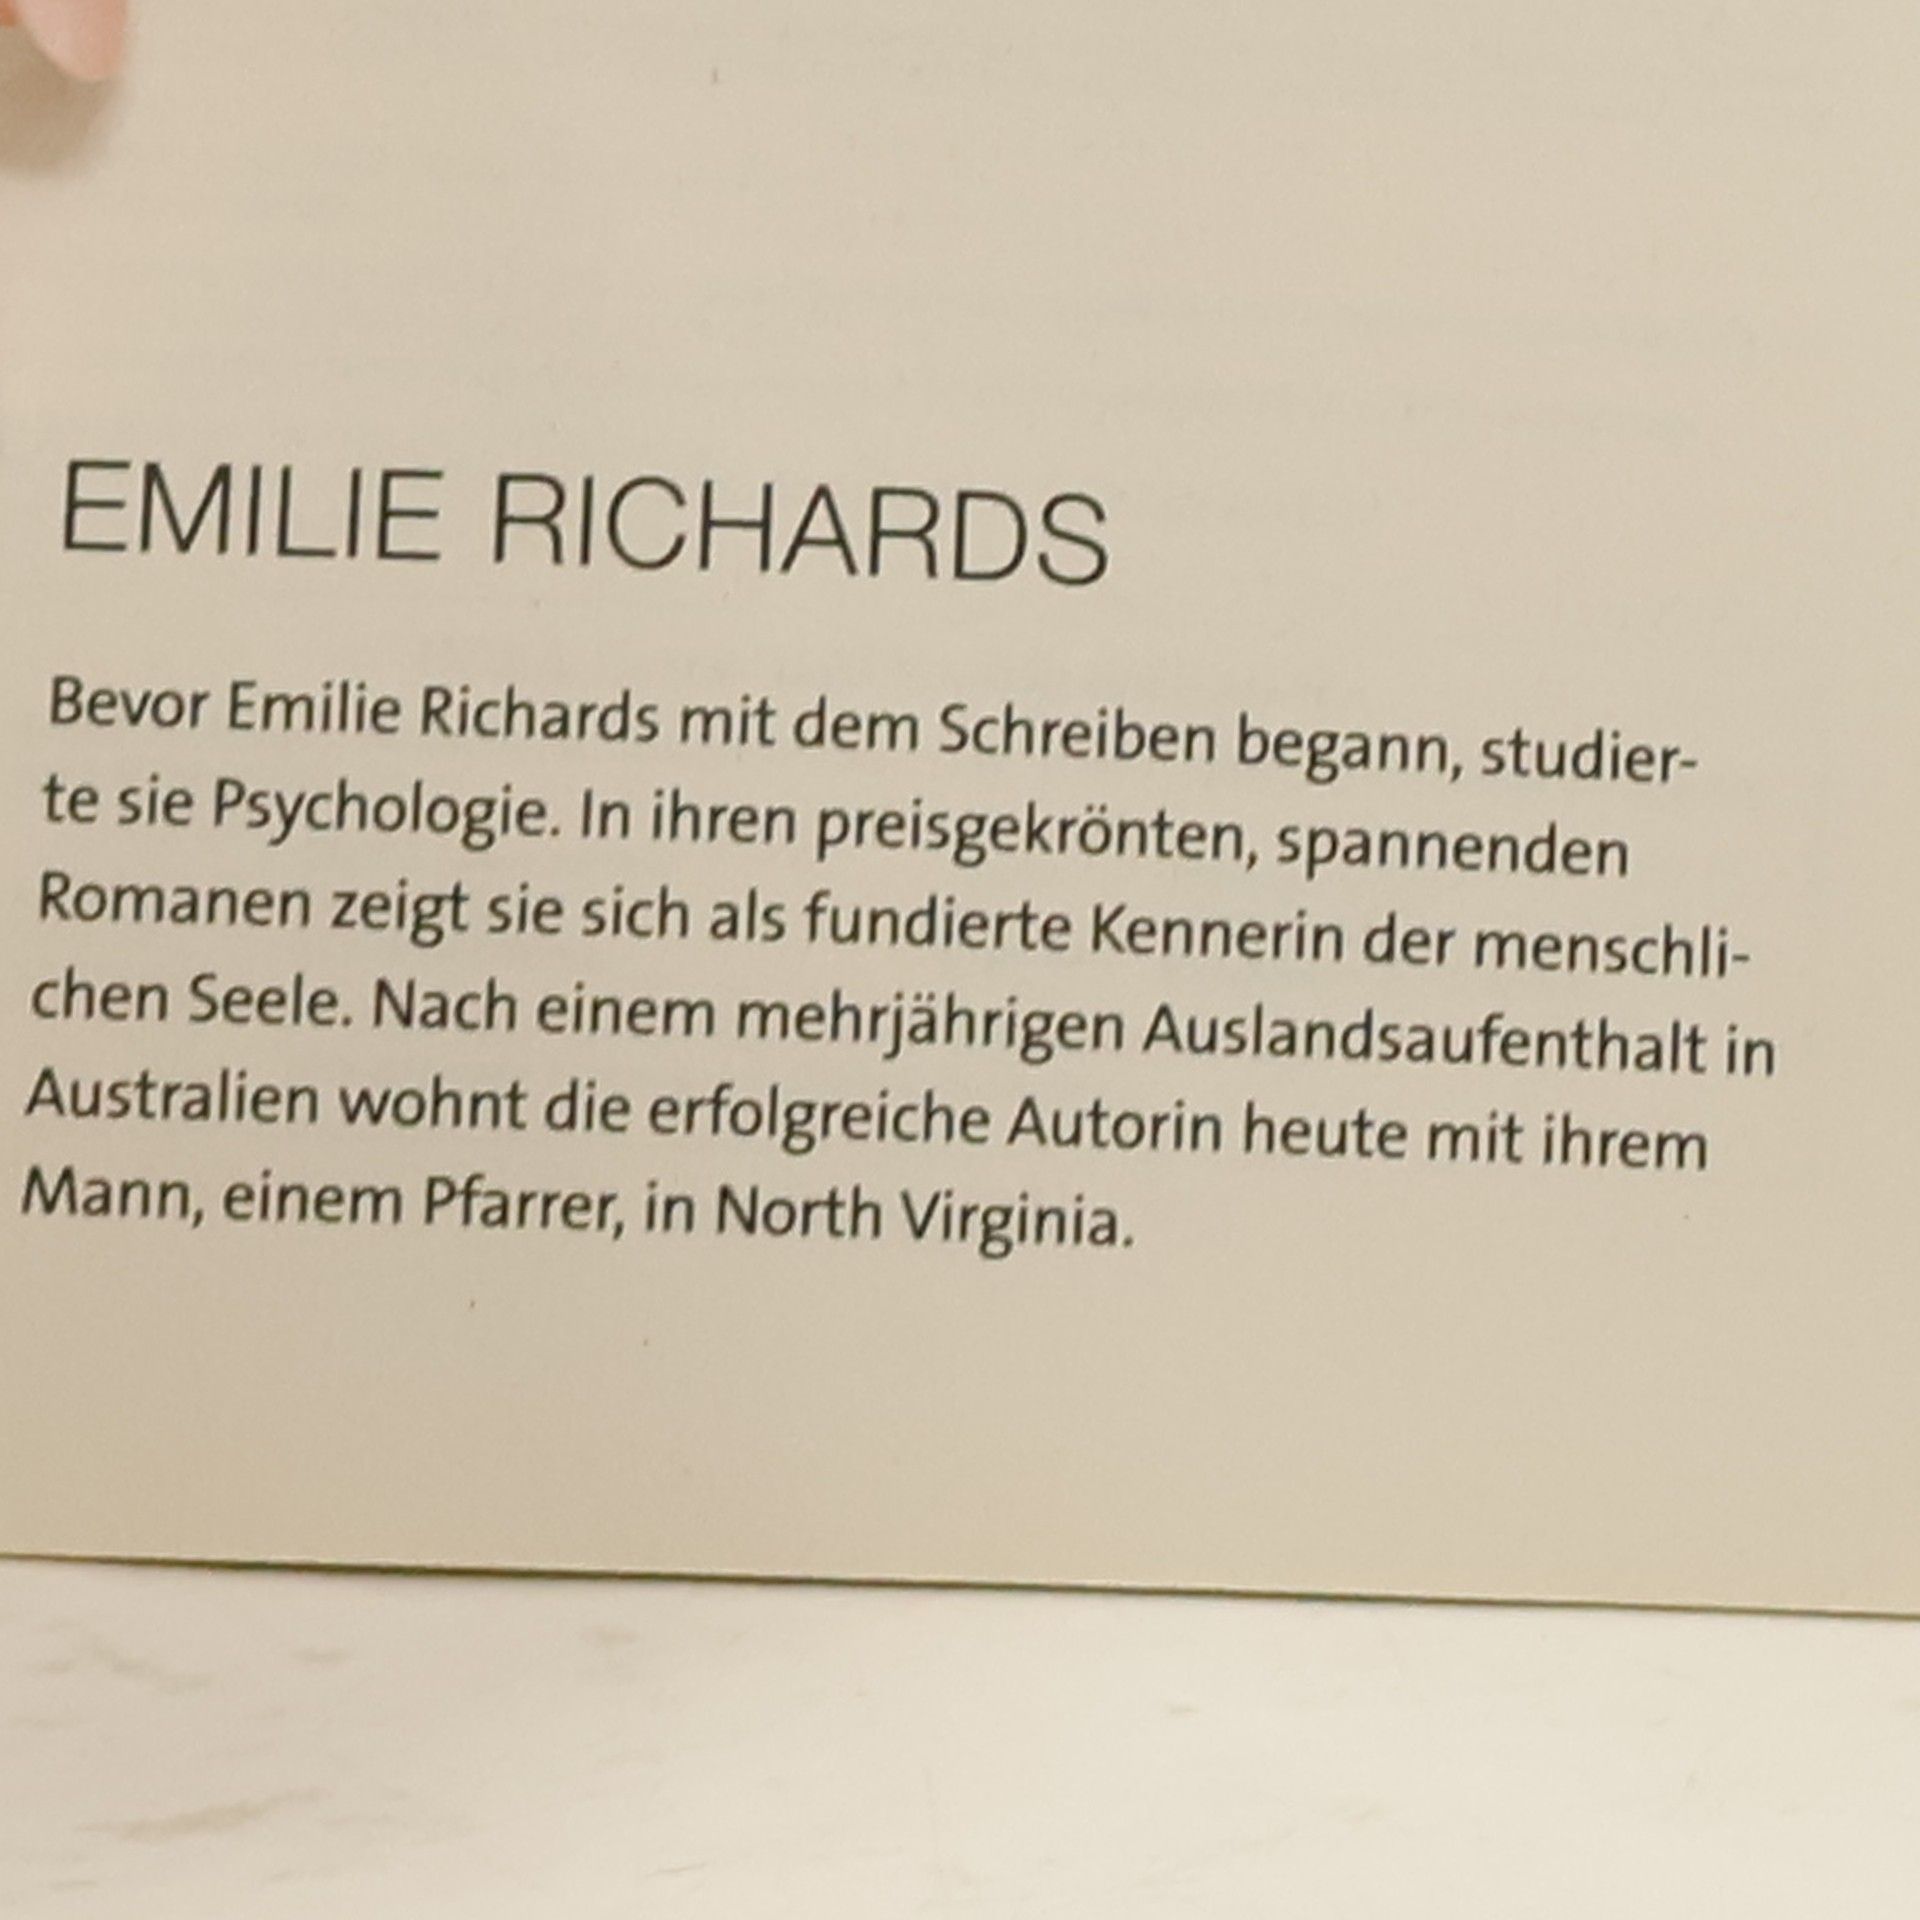 EMILIE RICHARDS
Bevor Emilie Richards mit dem Schreiben begann, studier-
te sie Psychologie. In ihren preisgekrönten, spannenden
Romanen zeigt sie sich als fundierte Kennerin der menschli-
chen Seele. Nach einem mehrjährigen Auslandsaufenthalt in
Australien wohnt die erfolgreiche Autorin heute mit ihrem
Mann, einem Pfarrer, in North Virginia.